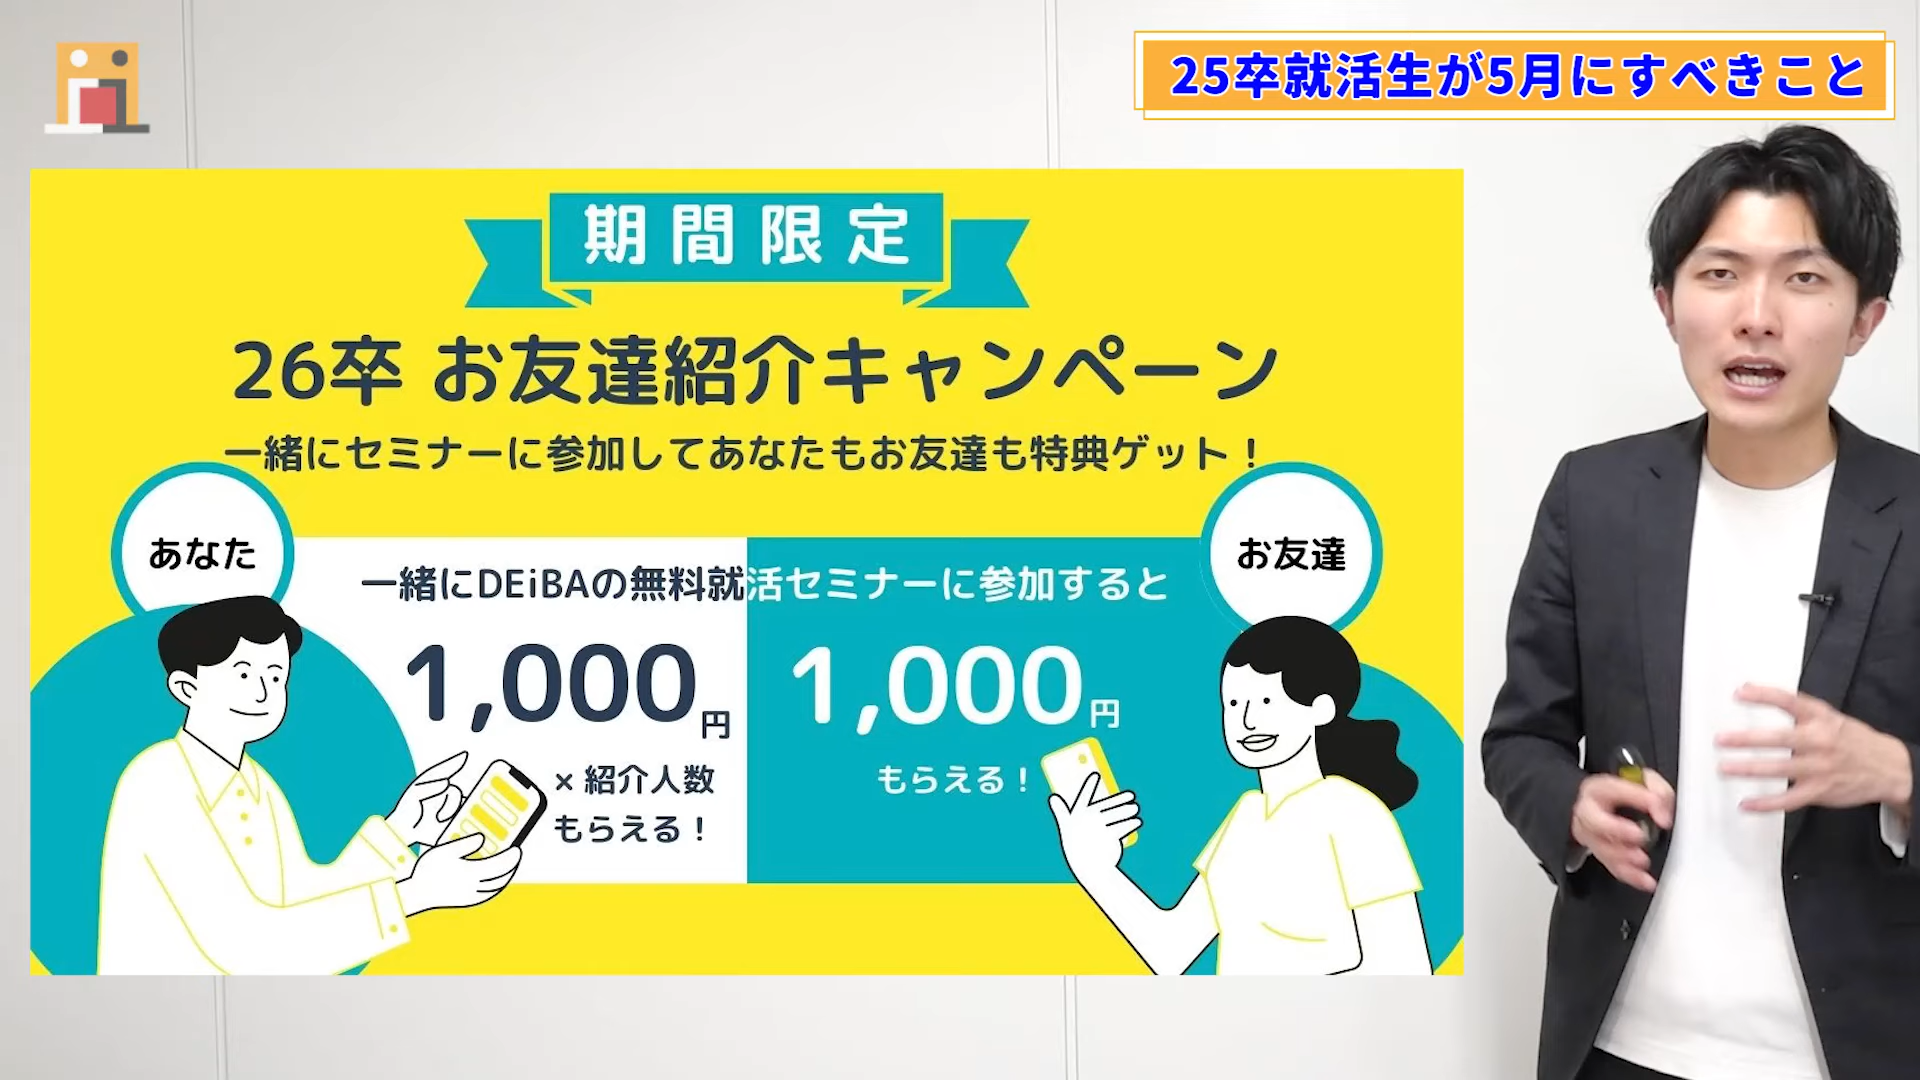 25卒就活生が5月にすべきこと
期間限定
26卒 お友達紹介キャンペーン
一緒にセミナーに参加してあなたもお友達も特典ゲット！
あなた
お友達
一緒にDEiBAの無料就活セミナーに参加すると
1,000円
× 紹介人数
もらえる！
1,000円
もらえる！